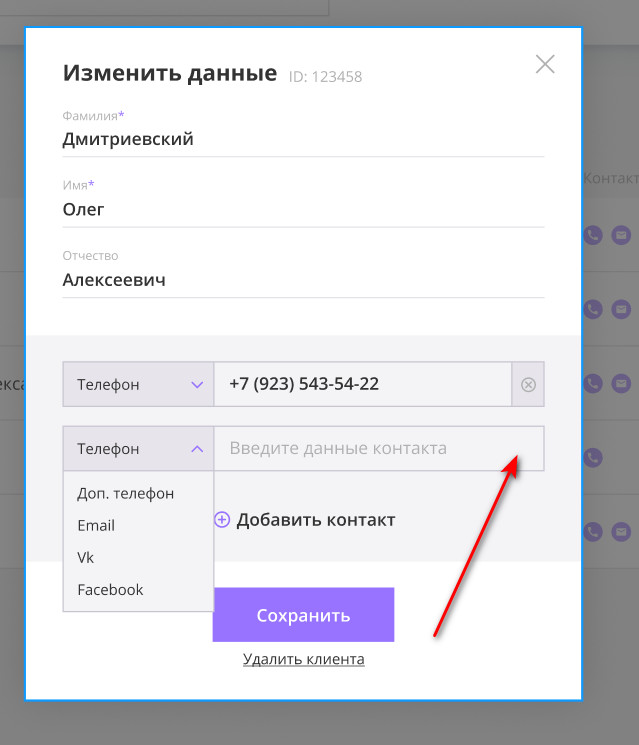 Изменить данные ID: 123458
Фамилия*
Дмитриевский
Имя*
Олег
Отчество
Алексеевич
Контакт
Телефон +7 (923) 543-54-22
Телефон Введите данные контакта
Доп. телефон
Email
Vk
Facebook
Добавить контакт
Сохранить
Удалить клиента